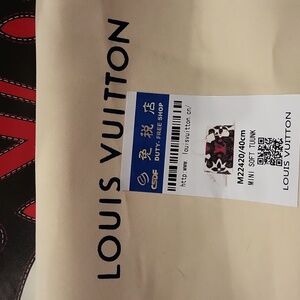 LOUIS VUITTON
免税店
DUTY-FREE SHOP
CDF
http www. louisvuitton.cn/
M22420/40cm
MINI SOFT TUUNK
LOUIS VUITTON